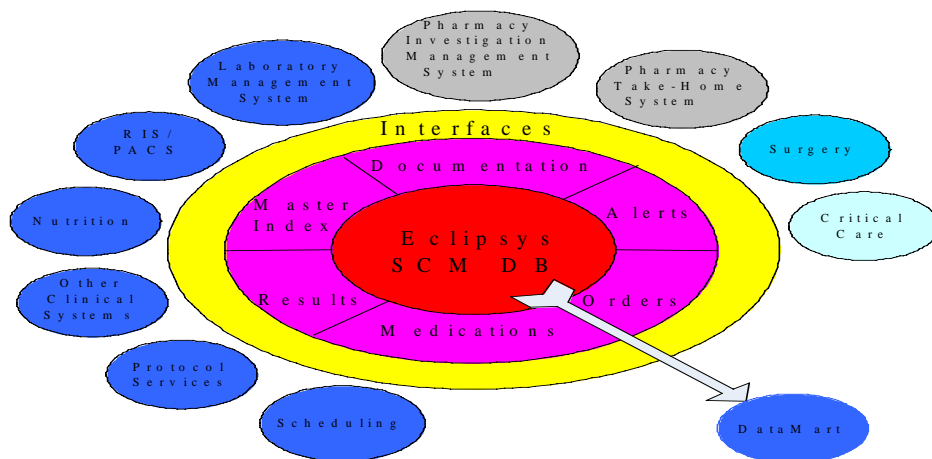 Pharmacy
Investigation
Management
System
Laboratory
Management
System
Pharmacy
Take-Home
System
RIS/
PACS
Interfaces
Surgery
Documentation
Nutrition
Master
Index
Alerts
Critical
Care
Eclipsys
SCM DB
Other
Clinical
Systems
Results
Orders
Medications
Protocol
Services
Scheduling
DataMart